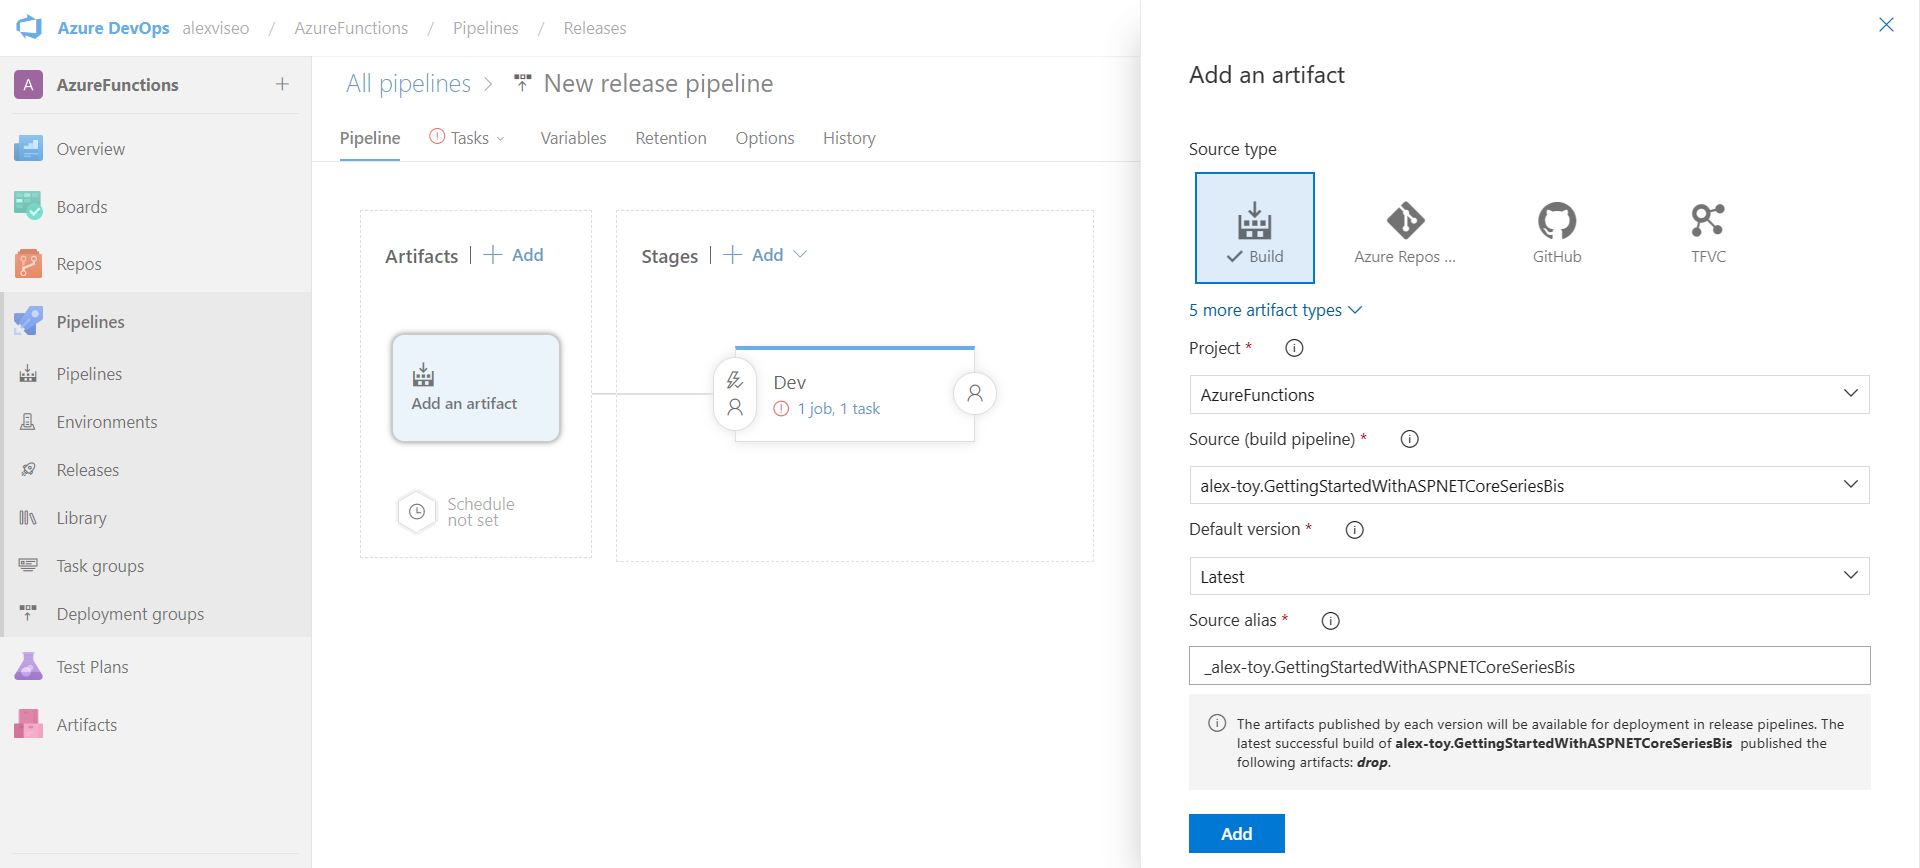 Azure DevOps alexviseo / AzureFunctions / Pipelines / Releases
A AzureFunctions +
Overview
Boards
Repos
Pipelines
Pipelines
Environments
Releases
Library
Task groups
Deployment groups
Test Plans
Artifacts
All pipelines > New release pipeline
Pipeline Tasks Variables Retention Options History
Artifacts | + Add
Add an artifact
Schedule
not set
Stages | + Add
Dev
1 job, 1 task
Add an artifact
Source type
Build Azure Repos ... GitHub TFVC
5 more artifact types
Project *
AzureFunctions
Source (build pipeline) *
alex-toy.GettingStartedWithASPNETCoreSeriesBis
Default version *
Latest
Source alias *
_alex-toy.GettingStartedWithASPNETCoreSeriesBis
The artifacts published by each version will be available for deployment in release pipelines. The
latest successful build of alex-toy.GettingStartedWithASPNETCoreSeriesBis published the
following artifacts: drop.
Add